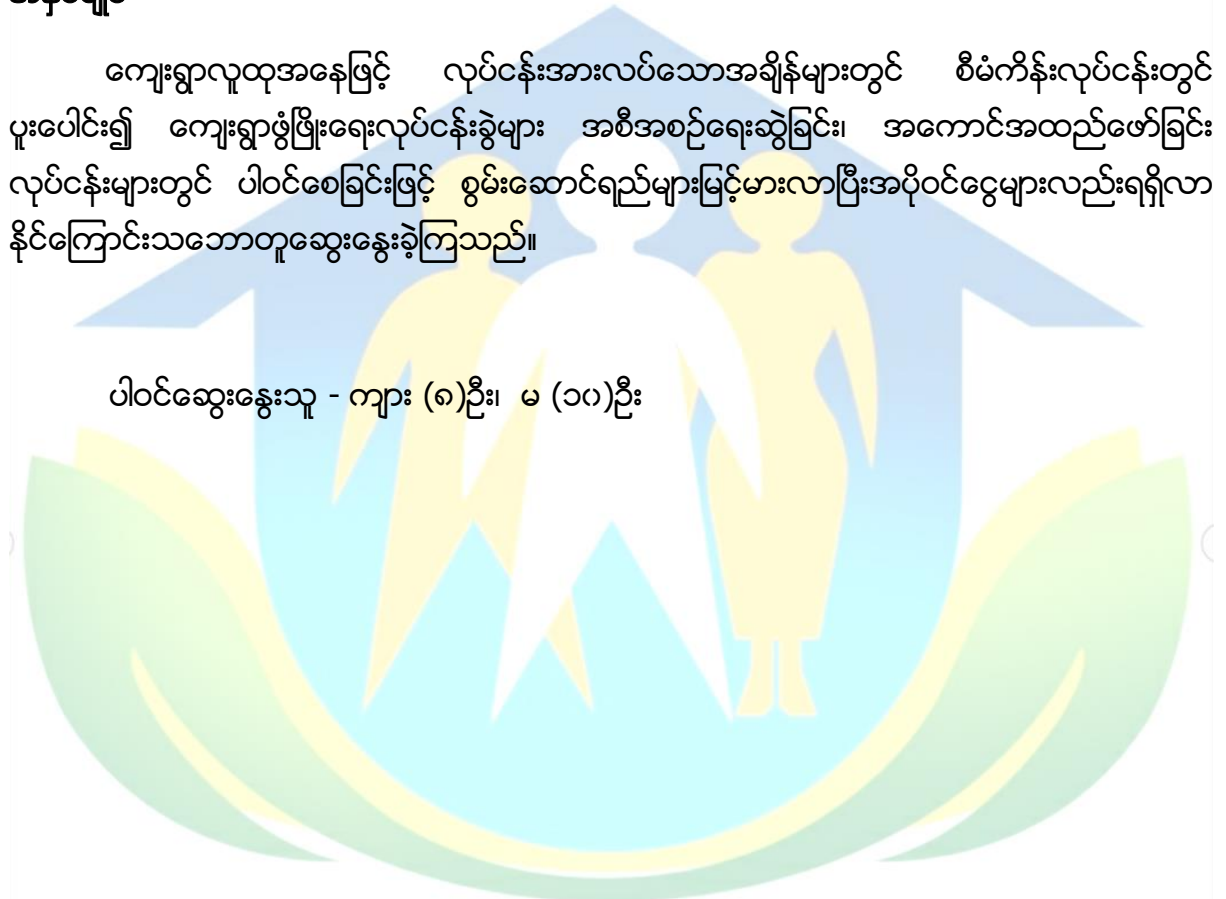 ကျေးရွာလူထုအနေဖြင့် လုပ်ငန်းအားလပ်သောအချိန်များတွင် စီမံကိန်းလုပ်ငန်းတွင်
ပူးပေါင်း၍ ကျေးရွာဖွံ့ဖြိုးရေးလုပ်ငန်းခွဲများ အစီအစဉ်ရေးဆွဲခြင်း၊ အကောင်အထည်ဖော်ခြင်း
လုပ်ငန်းများတွင် ပါဝင်စေခြင်းဖြင့် စွမ်းဆောင်ရည်များမြင့်မားလာပြီးအပိုဝင်ငွေများလည်းရရှိလာ
နိုင်ကြောင်းသဘောတူဆွေးနွေးခဲ့ကြသည်။
ပါဝင်ဆွေးနွေးသူ - ကျား (၈)ဦး၊ မ (၁၀)ဦး